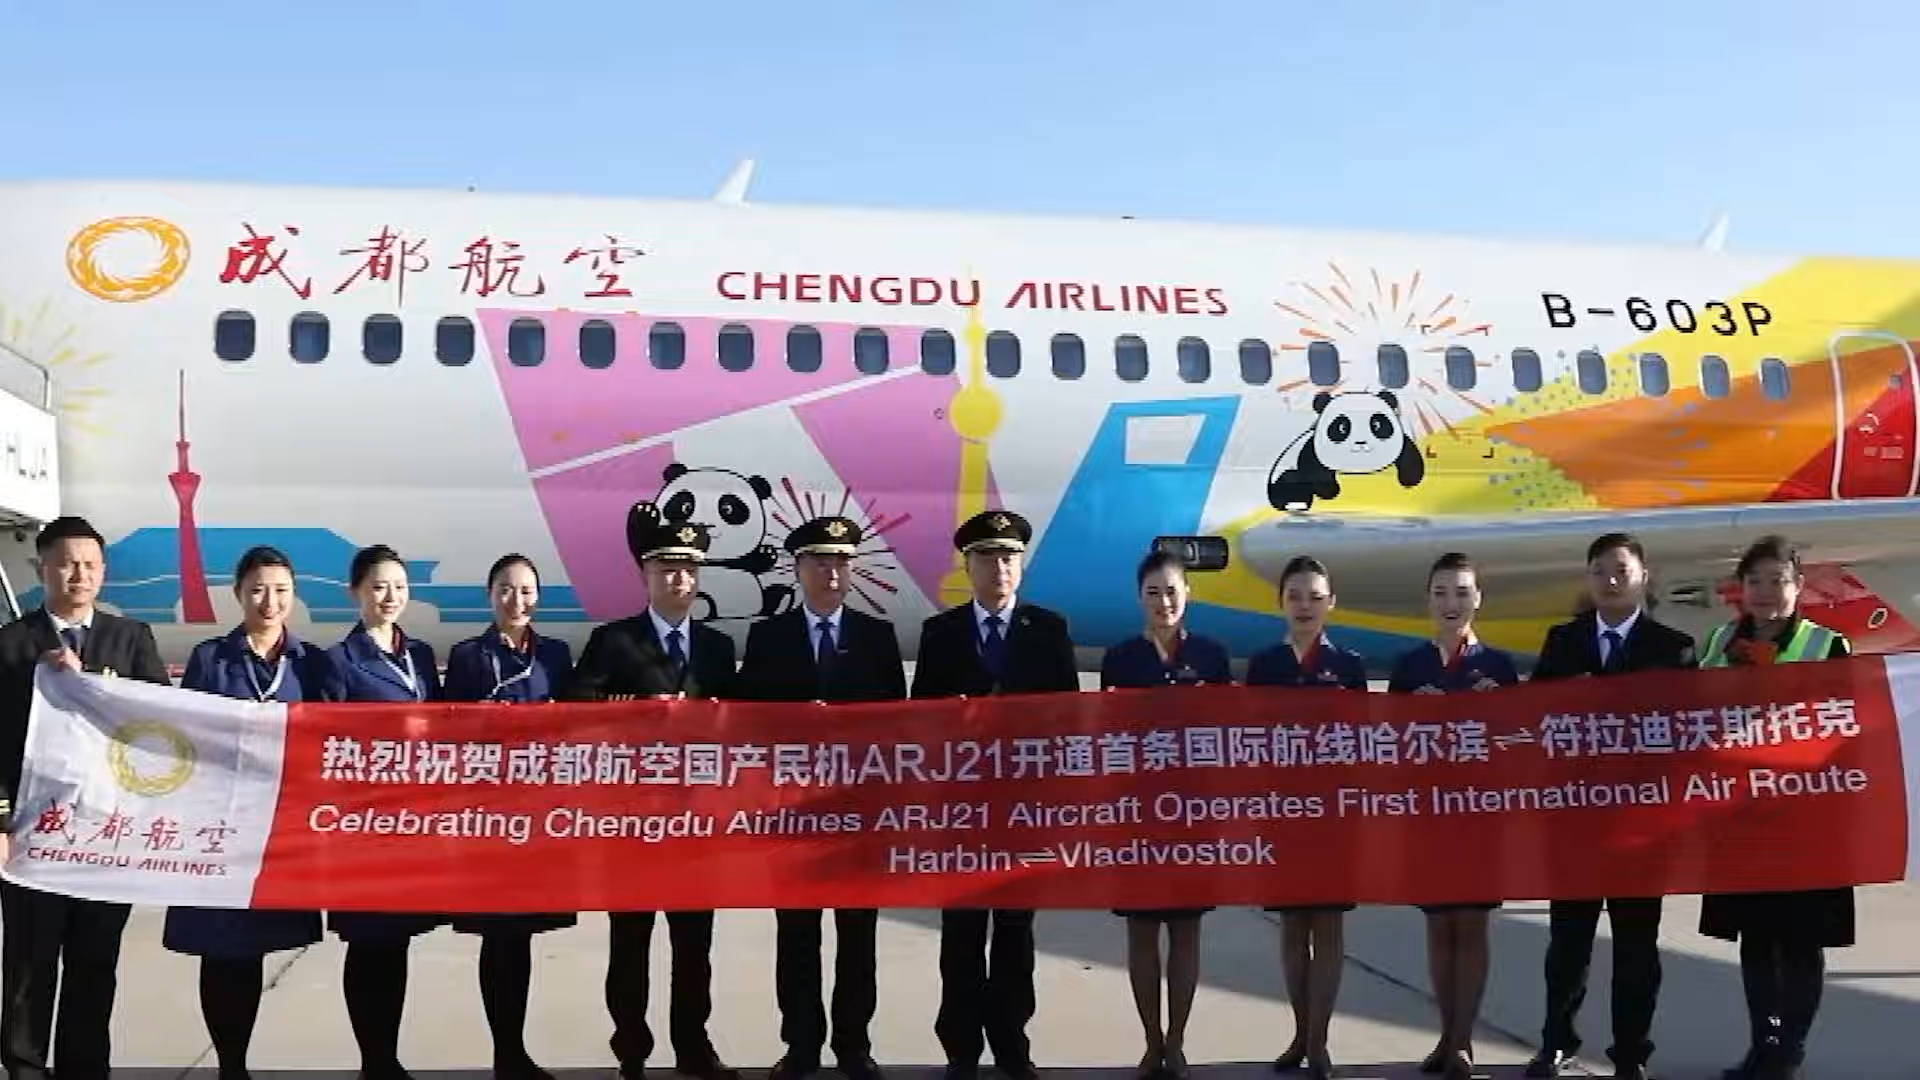 成都航空
CHENGDU AIRLINES
B-603P
HLJA
热烈祝贺成都航空国产民机ARJ21开通首条国际航线哈尔滨⇌符拉迪沃斯托克
Celebrating Chengdu Airlines ARJ21 Aircraft Operates First International Air Route
Harbin⇌Vladivostok
成都航空
CHENGDU AIRLINES